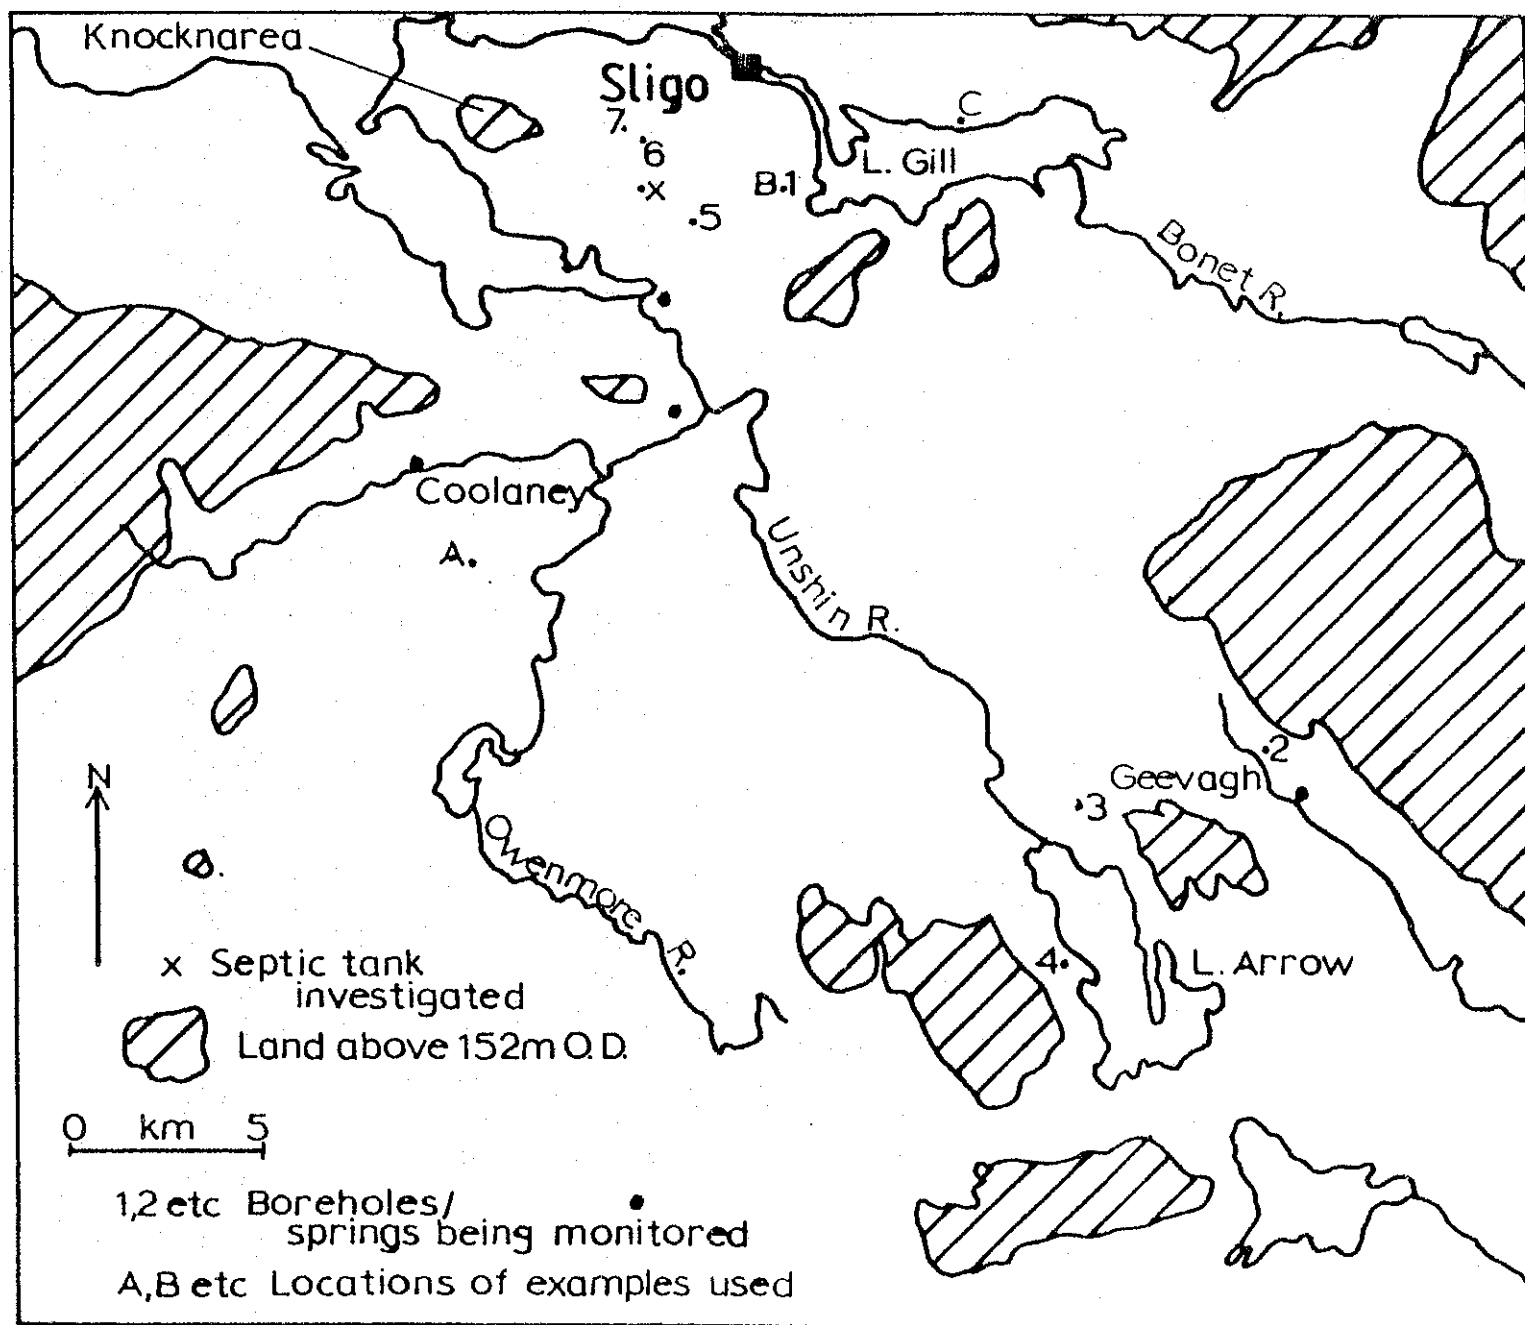 Knocknarea
Sligo
7.
6
x
5
B.1
C
L. Gill
Bonet R.
Coolaney
A.
Unshin R.
2
Geevagh
3
Owenmore R.
4
L. Arrow
N
x Septic tank
investigated
Land above 152m O.D.
0 km 5
1,2 etc Boreholes/
springs being monitored
A,B etc Locations of examples used